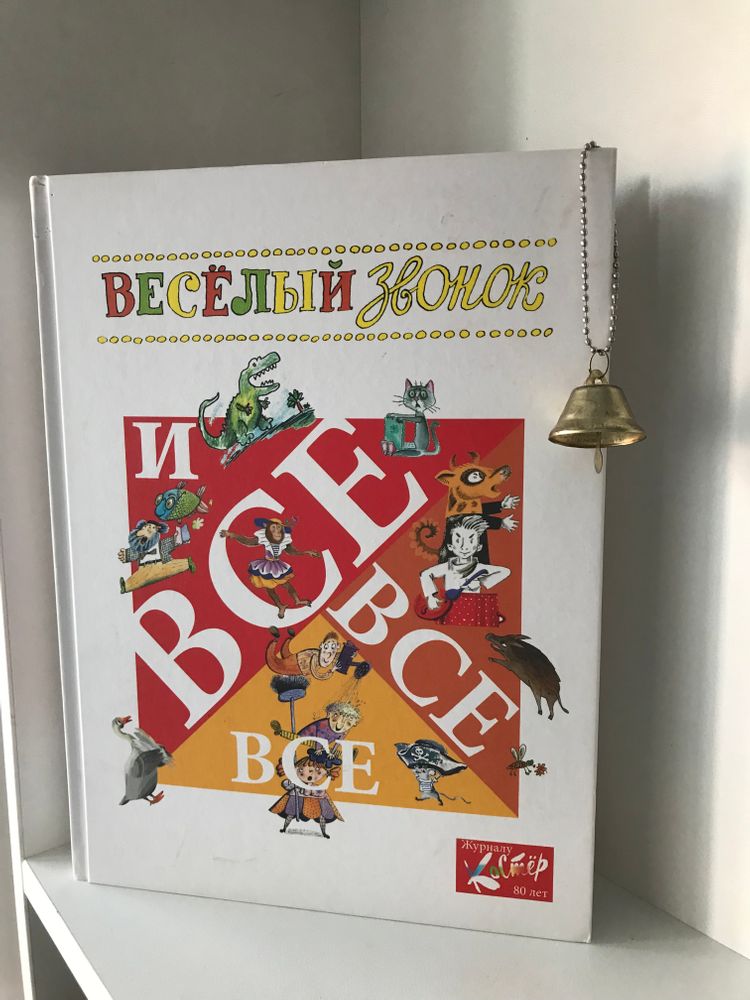 ВЕСЁЛЫЙ звонок
И
ВСЕ
ВСЕ
ВСЕ
Журналу
Костёр
80 лет